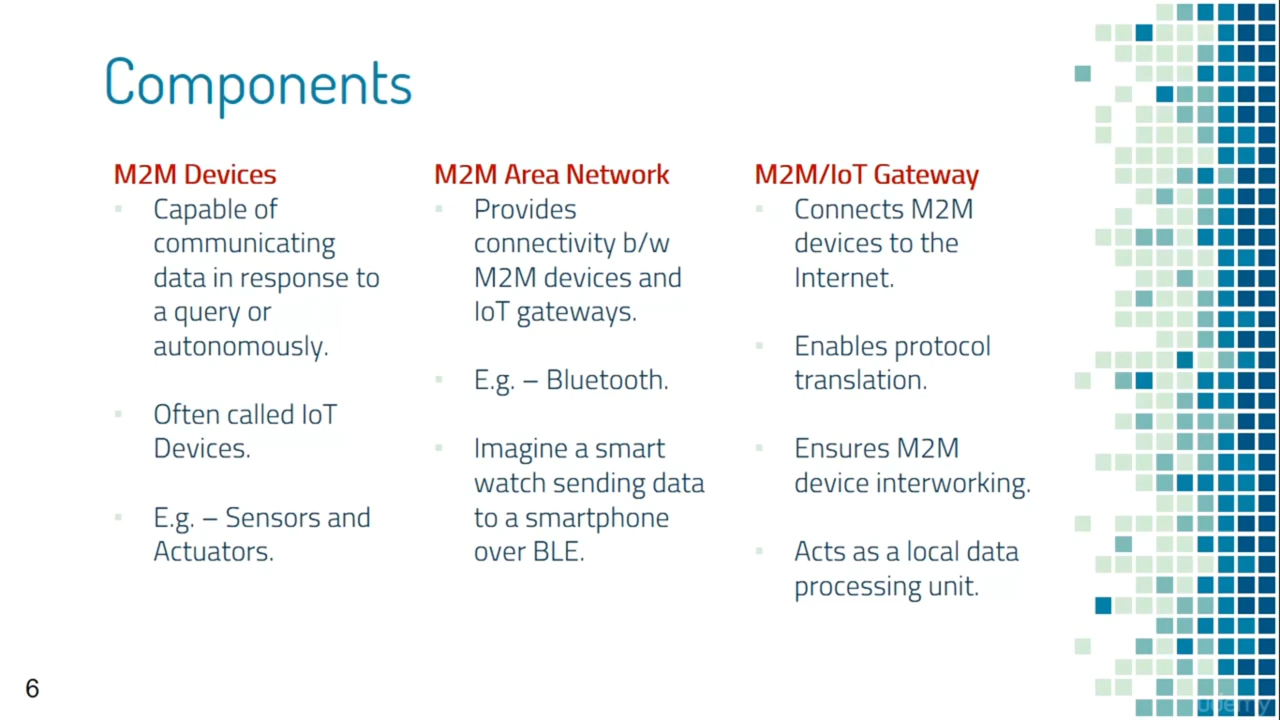 Components
M2M Devices
Capable of
communicating
data in response to
a query or
autonomously.
Often called IoT
Devices.
E.g. – Sensors and
Actuators.
M2M Area Network
Provides
connectivity b/w
M2M devices and
IoT gateways.
E.g. – Bluetooth.
Imagine a smart
watch sending data
to a smartphone
over BLE.
M2M/IoT Gateway
Connects M2M
devices to the
Internet.
Enables protocol
translation.
Ensures M2M
device interworking.
Acts as a local data
processing unit.
6
udemy